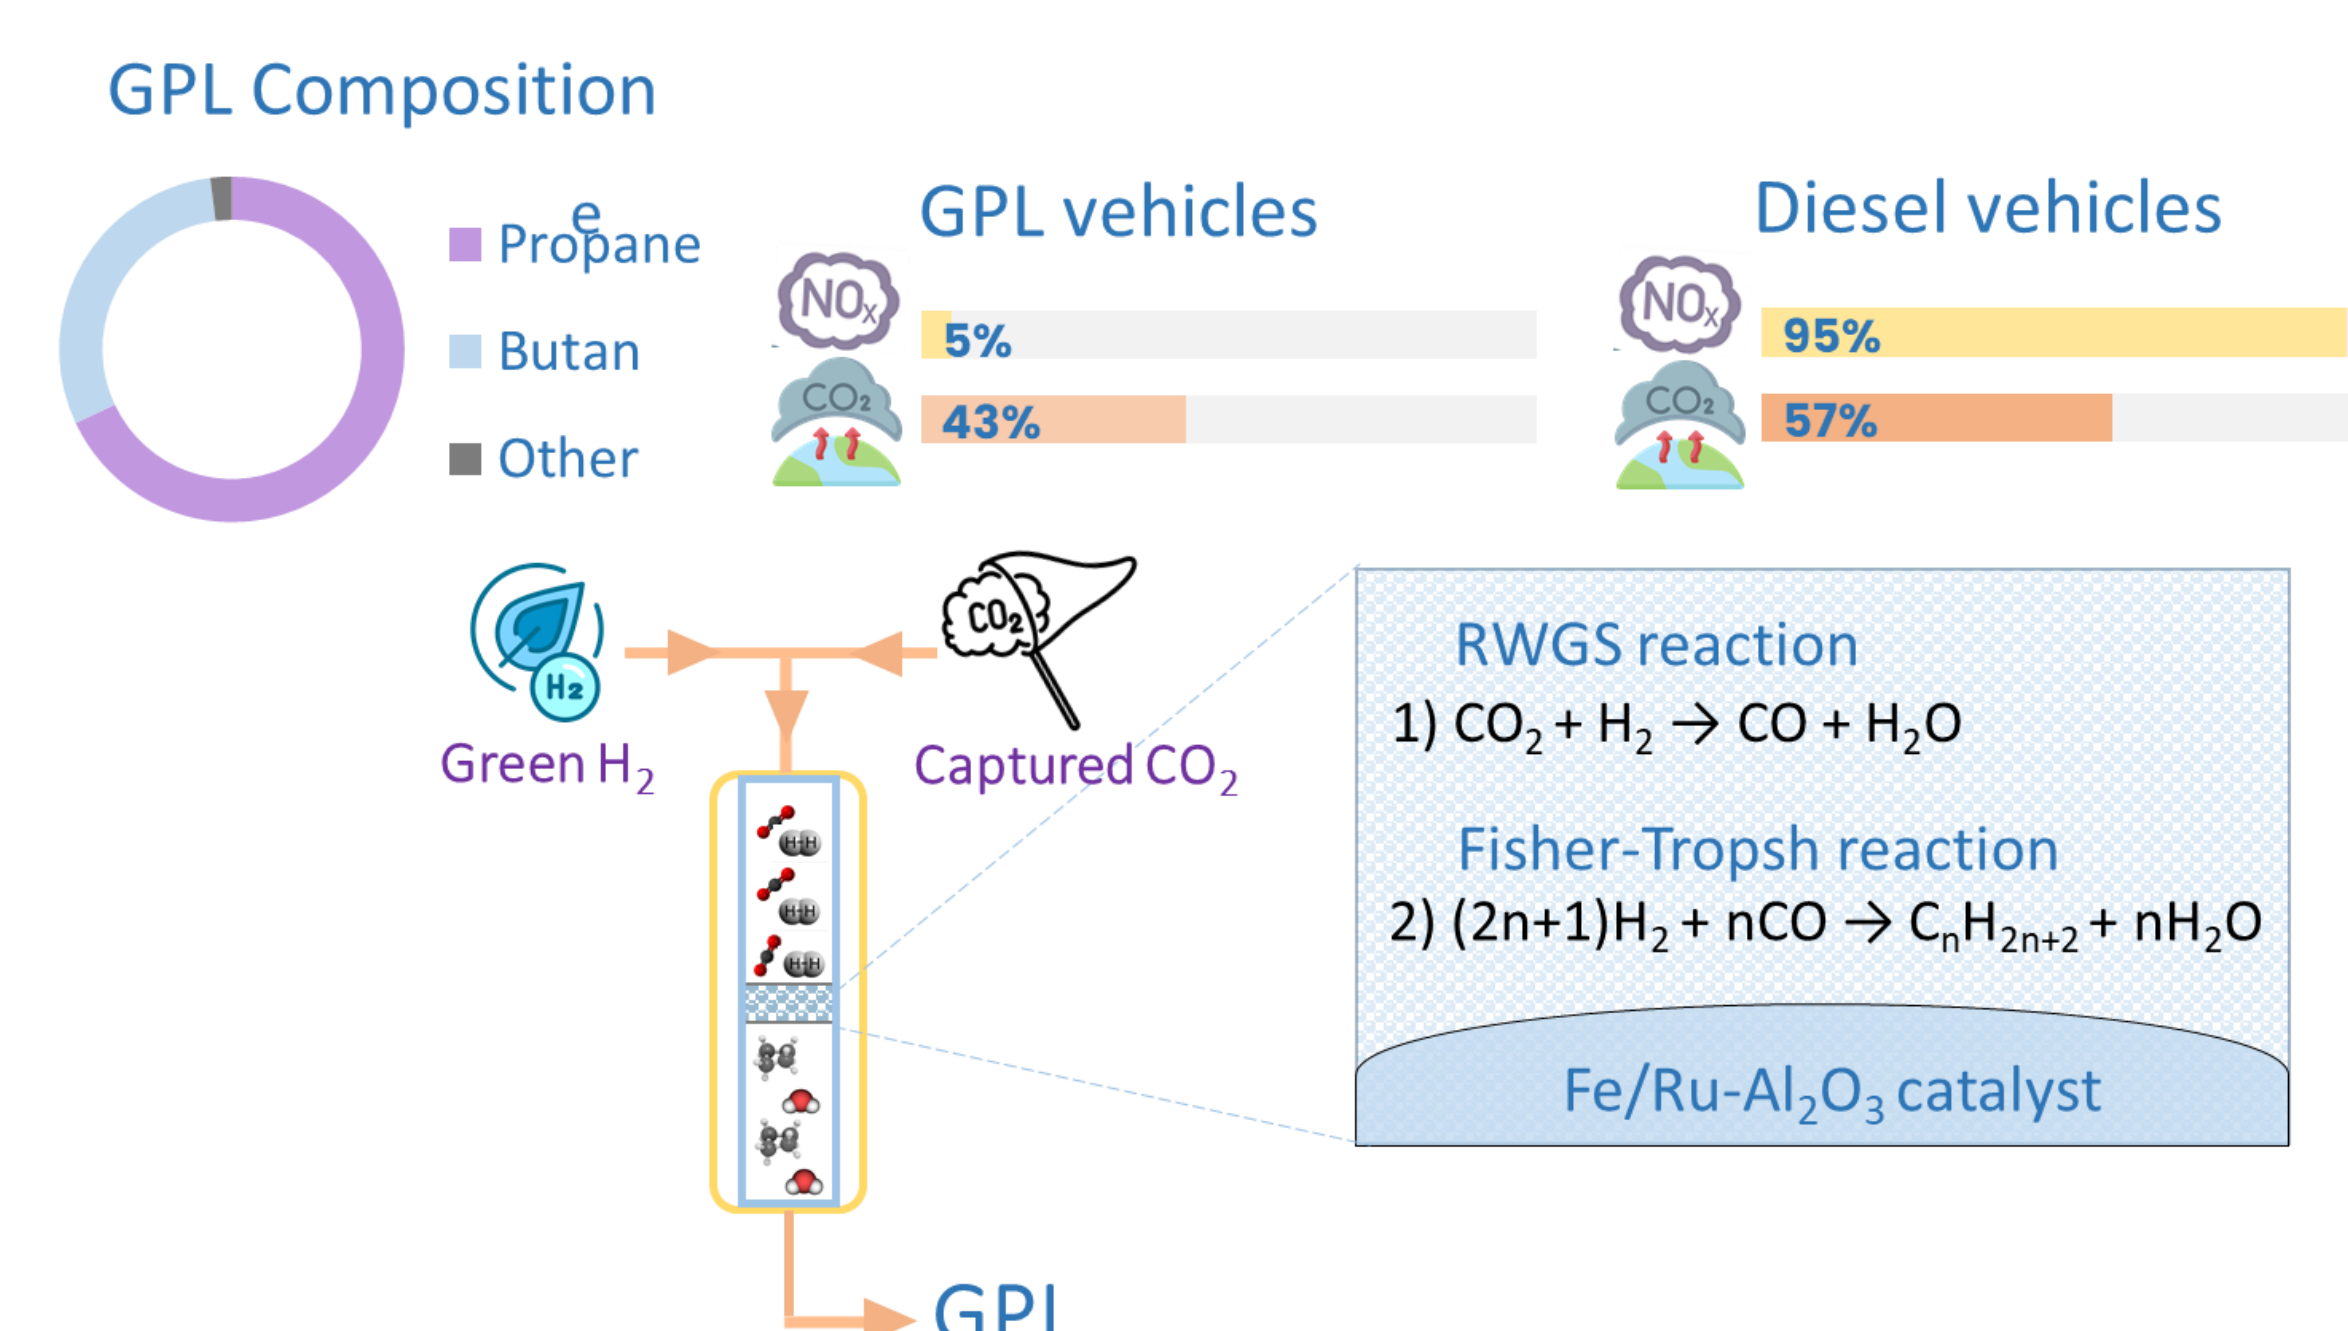 GPL Composition
e
Propane
Butan
Other
GPL vehicles
NOₓ
5%
CO₂
43%
Diesel vehicles
NOₓ
95%
CO₂
57%
H₂
Green H₂
CO₂
Captured CO₂
H-H
H-H
H-H
RWGS reaction
1) CO₂ + H₂ → CO + H₂O
Fisher-Tropsh reaction
2) (2n+1)H₂ + nCO → CₙH₂ₙ₊₂ + nH₂O
Fe/Ru-Al₂O₃ catalyst
GPL